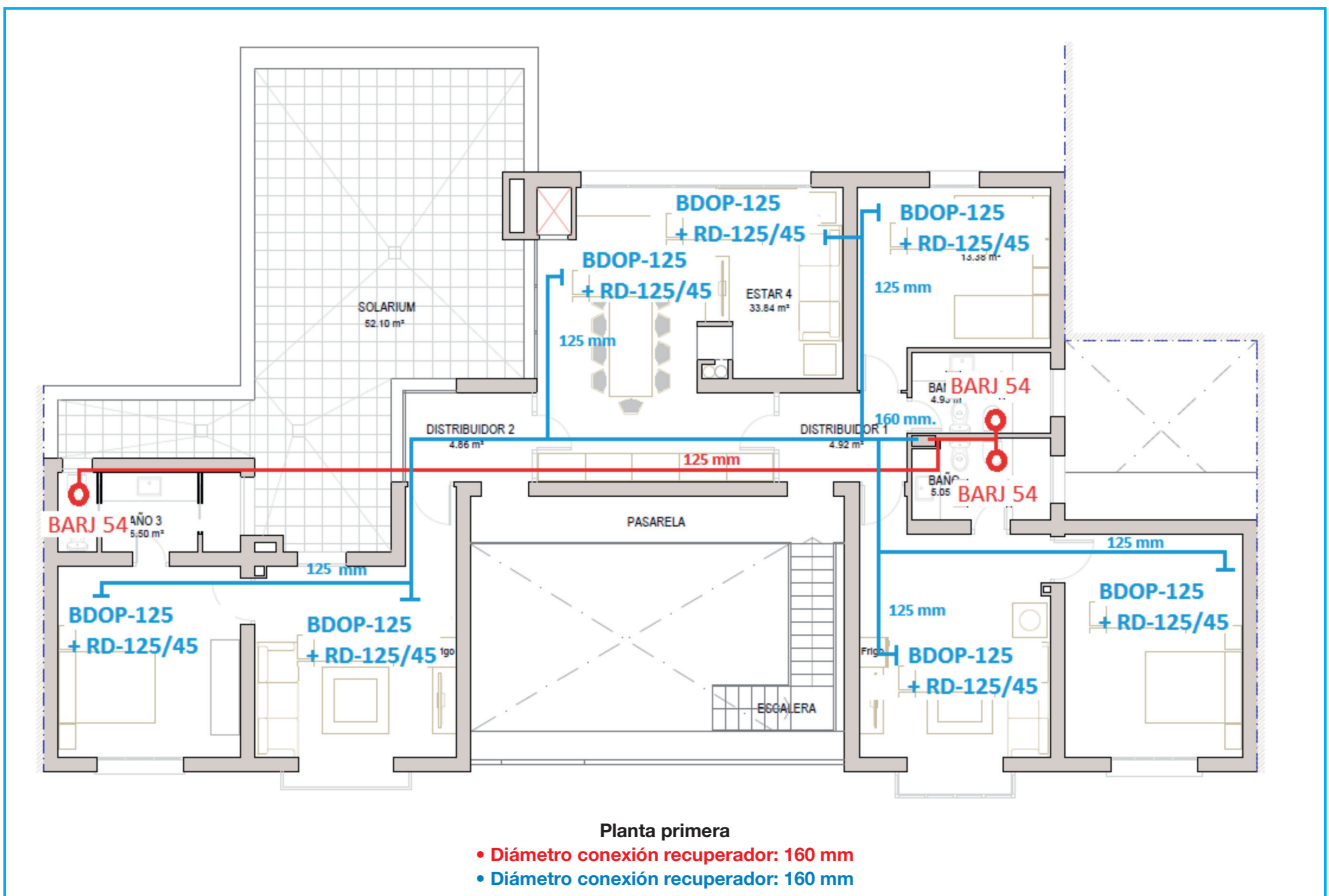 BDOP-125
+ RD-125/45
BDOP-125
+ RD-125/45
13.38 m²
BDOP-125
+ RD-125/45
ESTAR 4
33.84 m²
125 mm
SOLARIUM
52.10 m²
125 mm
BARJ 54
160 mm.
DISTRIBUIDOR 2
4.86 m²
DISTRIBUIDOR 1
4.92 m²
125 mm
BAÑO
5.05
BARJ 54
BARJ 54
AÑO 3
5.50 m²
PASARELA
125 mm
125 mm
BDOP-125
+ RD-125/45
BDOP-125
+ RD-125/45
125 mm
BDOP-125
+ RD-125/45
Frigo
BDOP-125
+ RD-125/45
ESCALERA
Planta primera
• Diámetro conexión recuperador: 160 mm
• Diámetro conexión recuperador: 160 mm